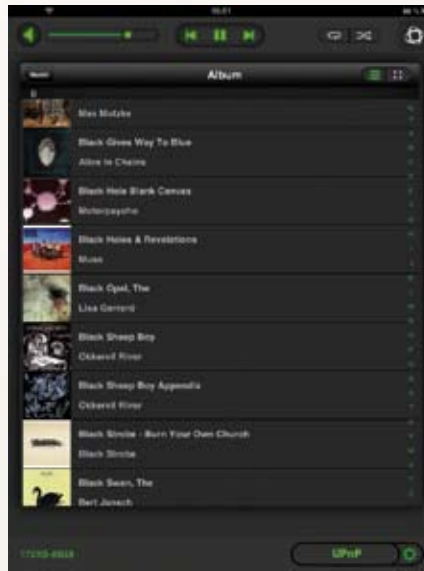 Album
B
Max Matzke
Black Gives Way To Blue
Alice In Chains
Black Hole Blank Canvas
Motorpsycho
Black Holes & Revelations
Muse
Black Opal, The
Lisa Gerrard
Black Sheep Boy
Okkervil River
Black Sheep Boy Appendix
Okkervil River
Black Strobe - Burn Your Own Church
Black Strobe
Black Swan, The
Bert Jansch
UPnP